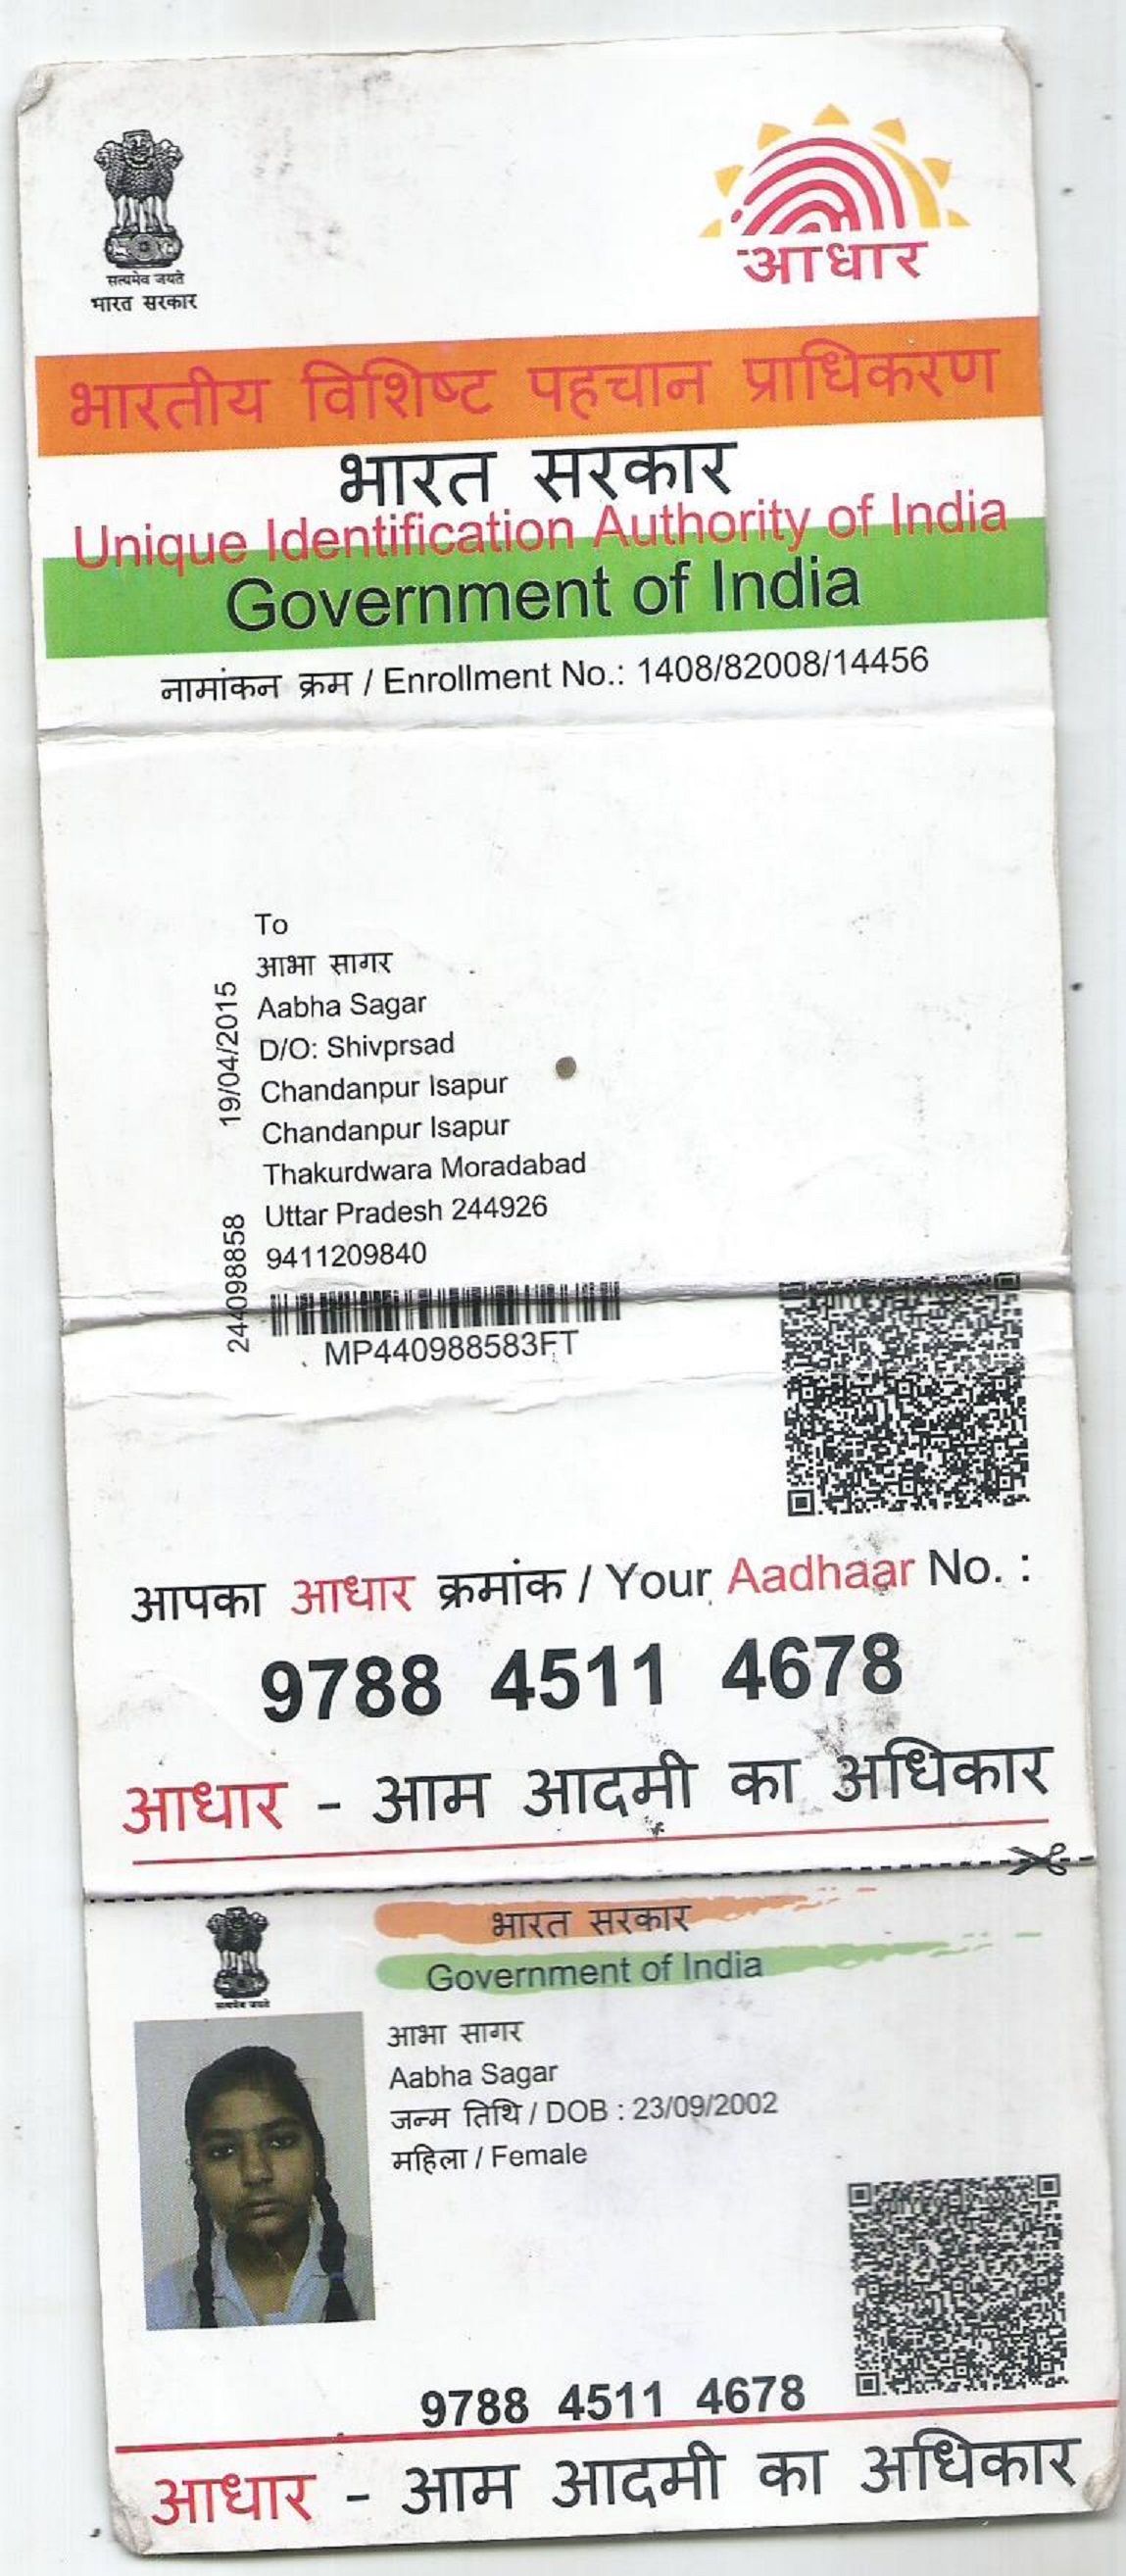 सत्यमेव जयते
भारत सरकार
आधार
भारतीय विशिष्ट पहचान प्राधिकरण
भारत सरकार
Unique Identification Authority of India
Government of India
नामांकन क्रम / Enrollment No.: 1408/82008/14456
To
आभा सागर
Aabha Sagar
D/O: Shivprsad
Chandanpur Isapur
Chandanpur Isapur
Thakurdwara Moradabad
Uttar Pradesh 244926
9411209840
19/04/2015
244098858
MP440988583FT
आपका आधार क्रमांक / Your Aadhaar No. :
9788 4511 4678
आधार - आम आदमी का अधिकार
भारत सरकार
Government of India
सत्यमेव जयते
आभा सागर
Aabha Sagar
जन्म तिथि / DOB : 23/09/2002
महिला / Female
9788 4511 4678
आधार - आम आदमी का अधिकार